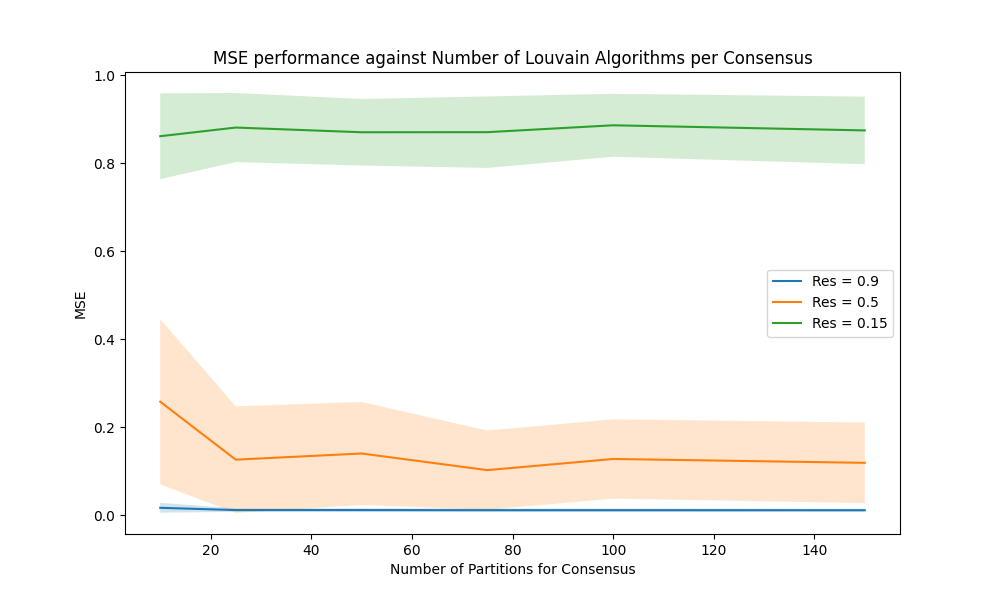 MSE performance against Number of Louvain Algorithms per Consensus
1.0
0.8
0.6
0.4
0.2
0.0
MSE
Res = 0.9
Res = 0.5
Res = 0.15
20 40 60 80 100 120 140
Number of Partitions for Consensus